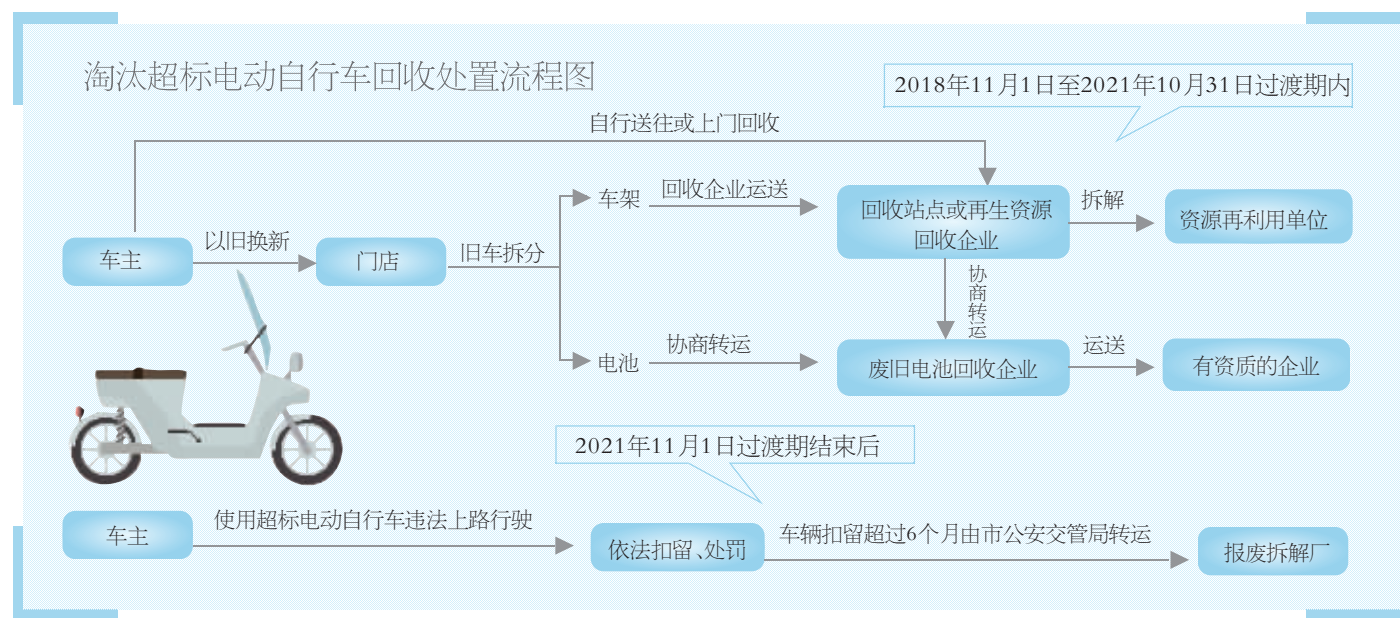 淘汰超标电动自行车回收处置流程图
2018年11月1日至2021年10月31日过渡期内
自行送往或上门回收
车主
以旧换新
门店
旧车拆分
车架
回收企业运送
回收站点或再生资源
回收企业
拆解
资源再利用单位
协商转运
电池
协商转运
废旧电池回收企业
运送
有资质的企业
2021年11月1日过渡期结束后
车主
使用超标电动自行车违法上路行驶
依法扣留、处罚
车辆扣留超过6个月由市公安交管局转运
报废拆解厂